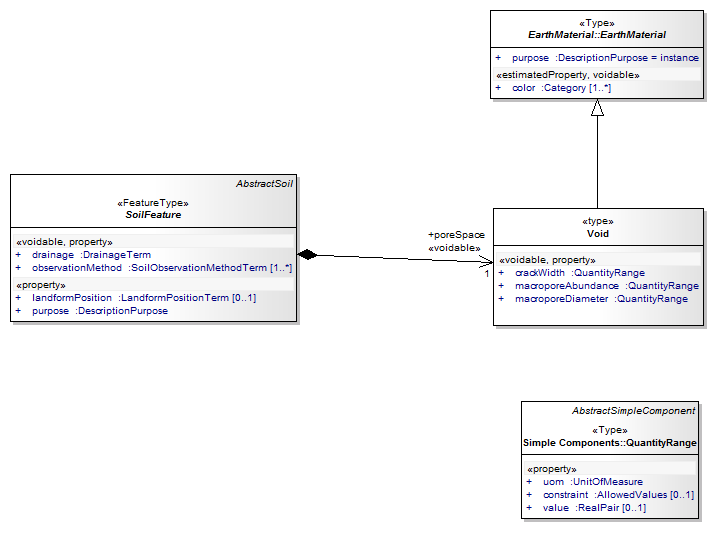 «Type»
EarthMaterial::EarthMaterial
+ purpose :DescriptionPurpose = instance
«estimatedProperty, voidable»
+ color :Category [1..*]
AbstractSoil
«FeatureType»
SoilFeature
«voidable, property»
+ drainage :DrainageTerm
+ observationMethod :SoilObservationMethodTerm [1..*]
«property»
+ landformPosition :LandformPositionTerm [0..1]
+ purpose :DescriptionPurpose
+poreSpace
«voidable»
1
«type»
Void
«voidable, property»
+ crackWidth :QuantityRange
+ macroporeAbundance :QuantityRange
+ macroporeDiameter :QuantityRange
AbstractSimpleComponent
«Type»
Simple Components::QuantityRange
«property»
+ uom :UnitOfMeasure
+ constraint :AllowedValues [0..1]
+ value :RealPair [0..1]